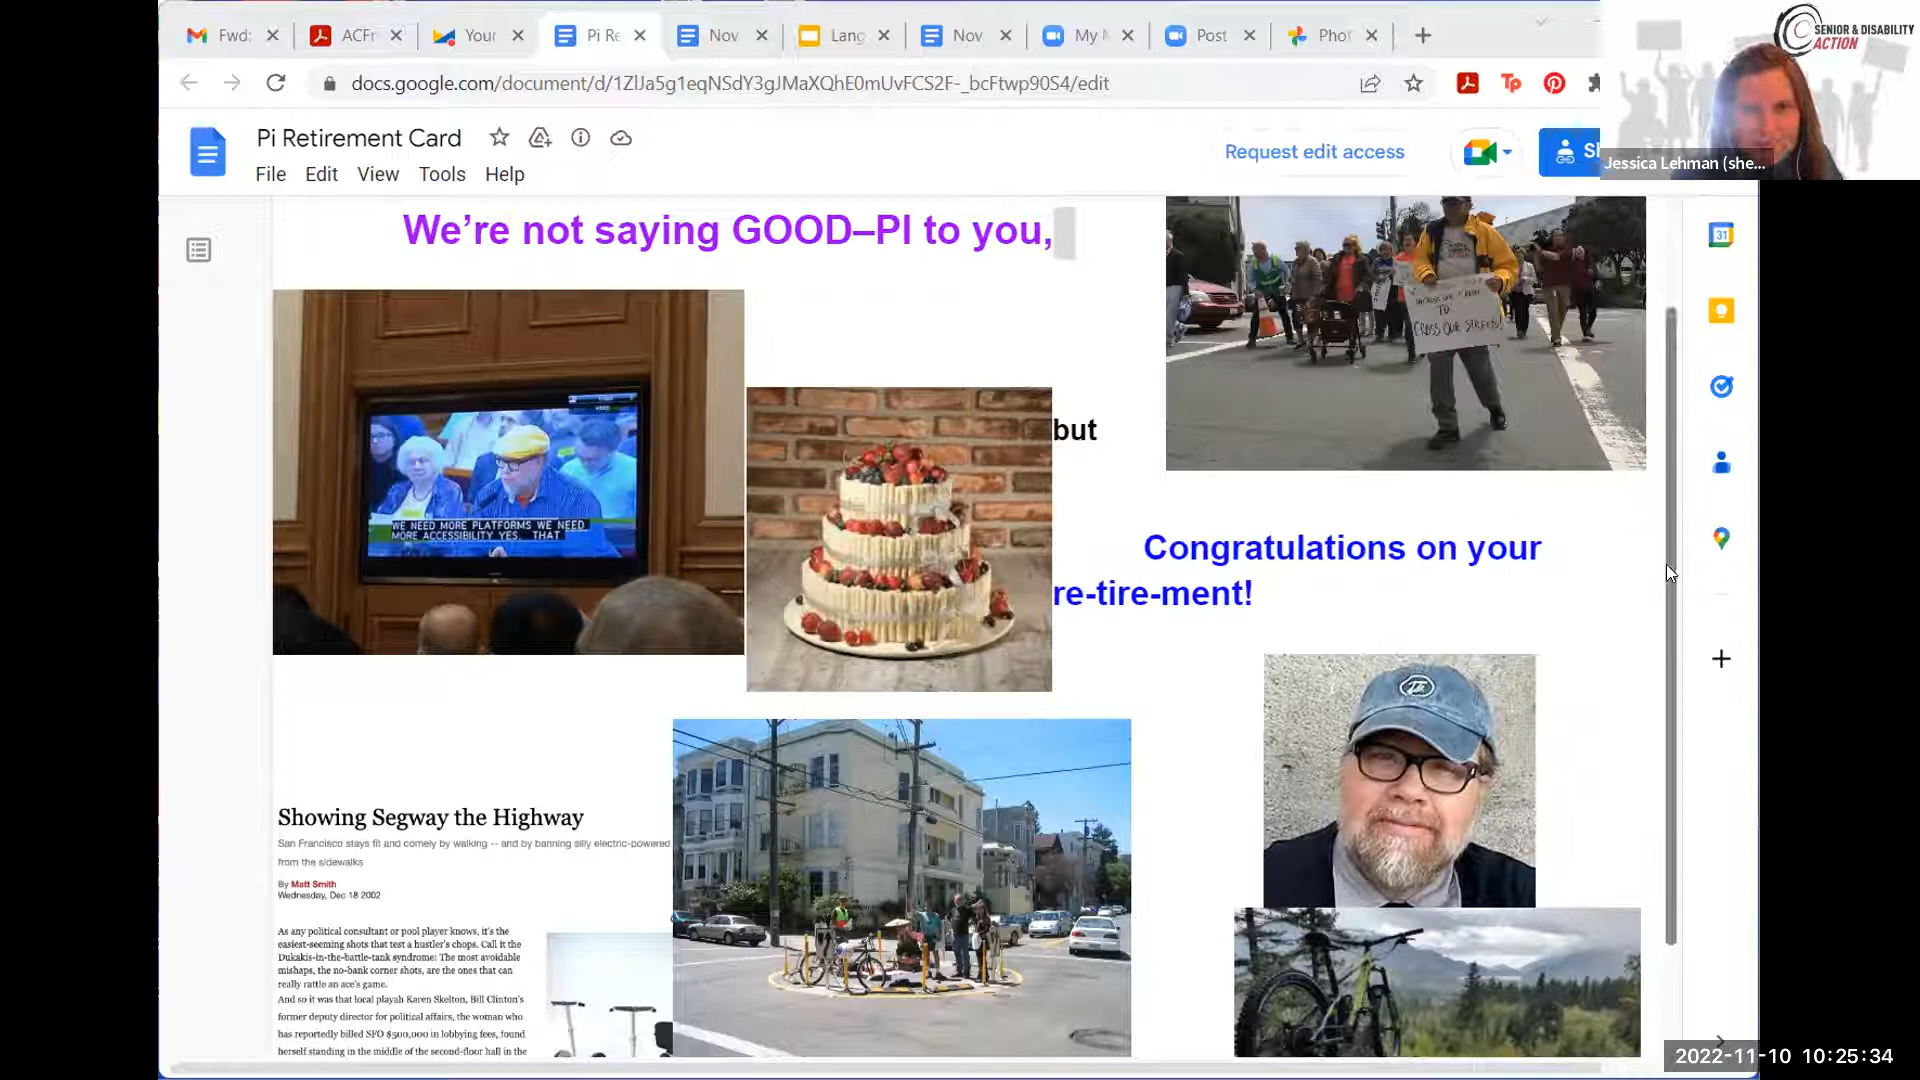 Fwd:
ACFr
Your
Pi Re
Nov
Lang
Nov
My
Post
Phot
docs.google.com/document/d/1ZlJa5g1eqNSdY3gJMaXQhE0mUvFCS2F-_bcFtwp90S4/edit
SENIOR & DISABILITY
ACTION
Pi Retirement Card
Request edit access
File Edit View Tools Help
Jessica Lehman (she...
We're not saying GOOD–PI to you,
TO
CROSS OUR STREETS!
but
WE NEED MORE PLATFORMS WE NEED
MORE ACCESSIBILITY YES. THAT
Congratulations on your
re-tire-ment!
Showing Segway the Highway
San Francisco stays fit and comely by walking -- and by banning silly electric-powered
from the sidewalks
By Matt Smith
Wednesday, Dec 18 2002
As any political consultant or pool player knows, it's the
easiest-seeming shots that test a hustler's chops. Call it the
Dukakis-in-the-battle-tank syndrome: The most avoidable
mishaps, the no-bank corner shots, are the ones that can
really rattle an ace's game.
And so it was that local playah Karen Skelton, Bill Clinton's
former deputy director for political affairs, the woman who
has reportedly billed SFO $500,000 in lobbying fees, found
herself standing in the middle of the second-floor hall in the
2022-11-10 10:25:34